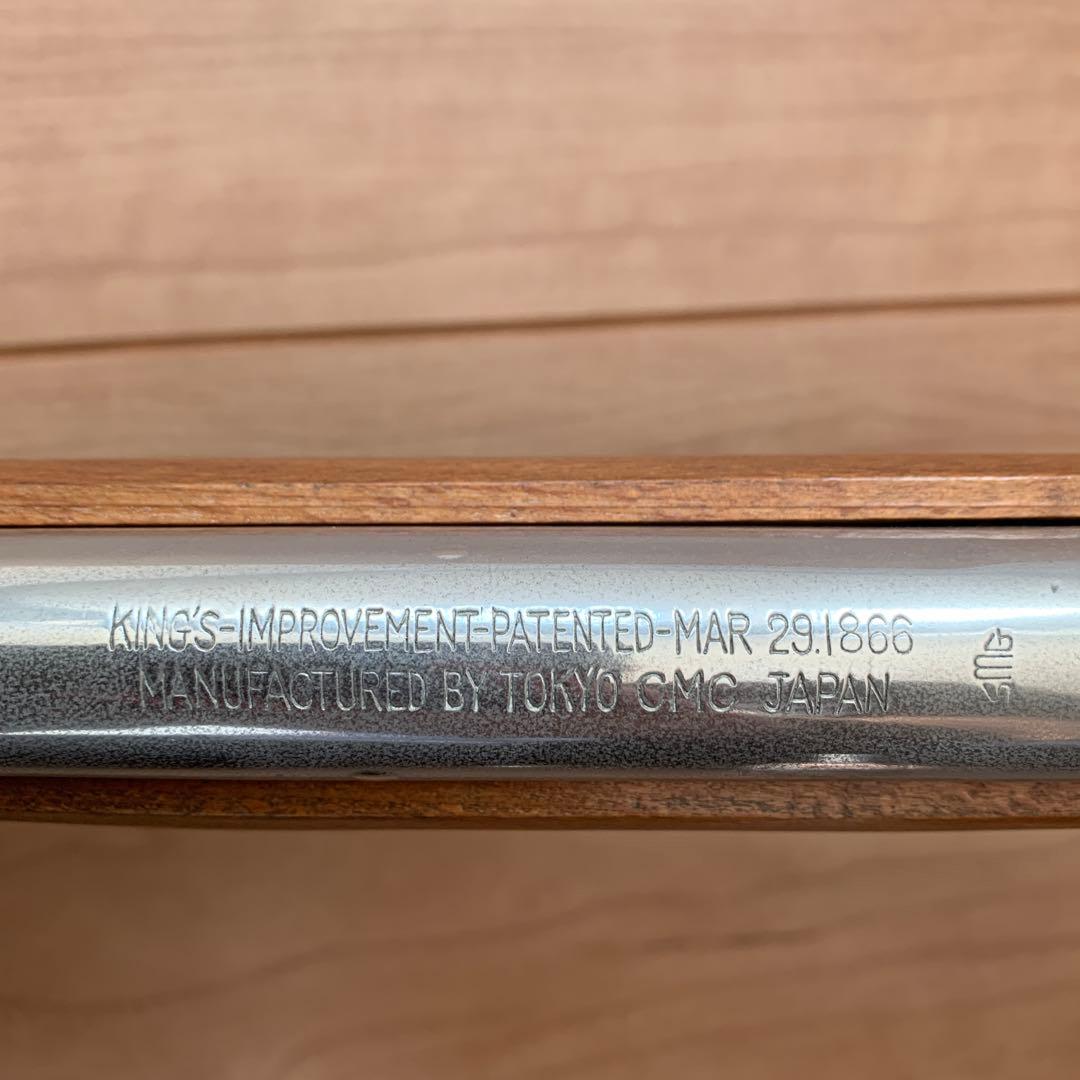 KING'S-IMPROVEMENT-PATENTED-MAR 29.1866
MANUFACTURED BY TOKYO CMC JAPAN